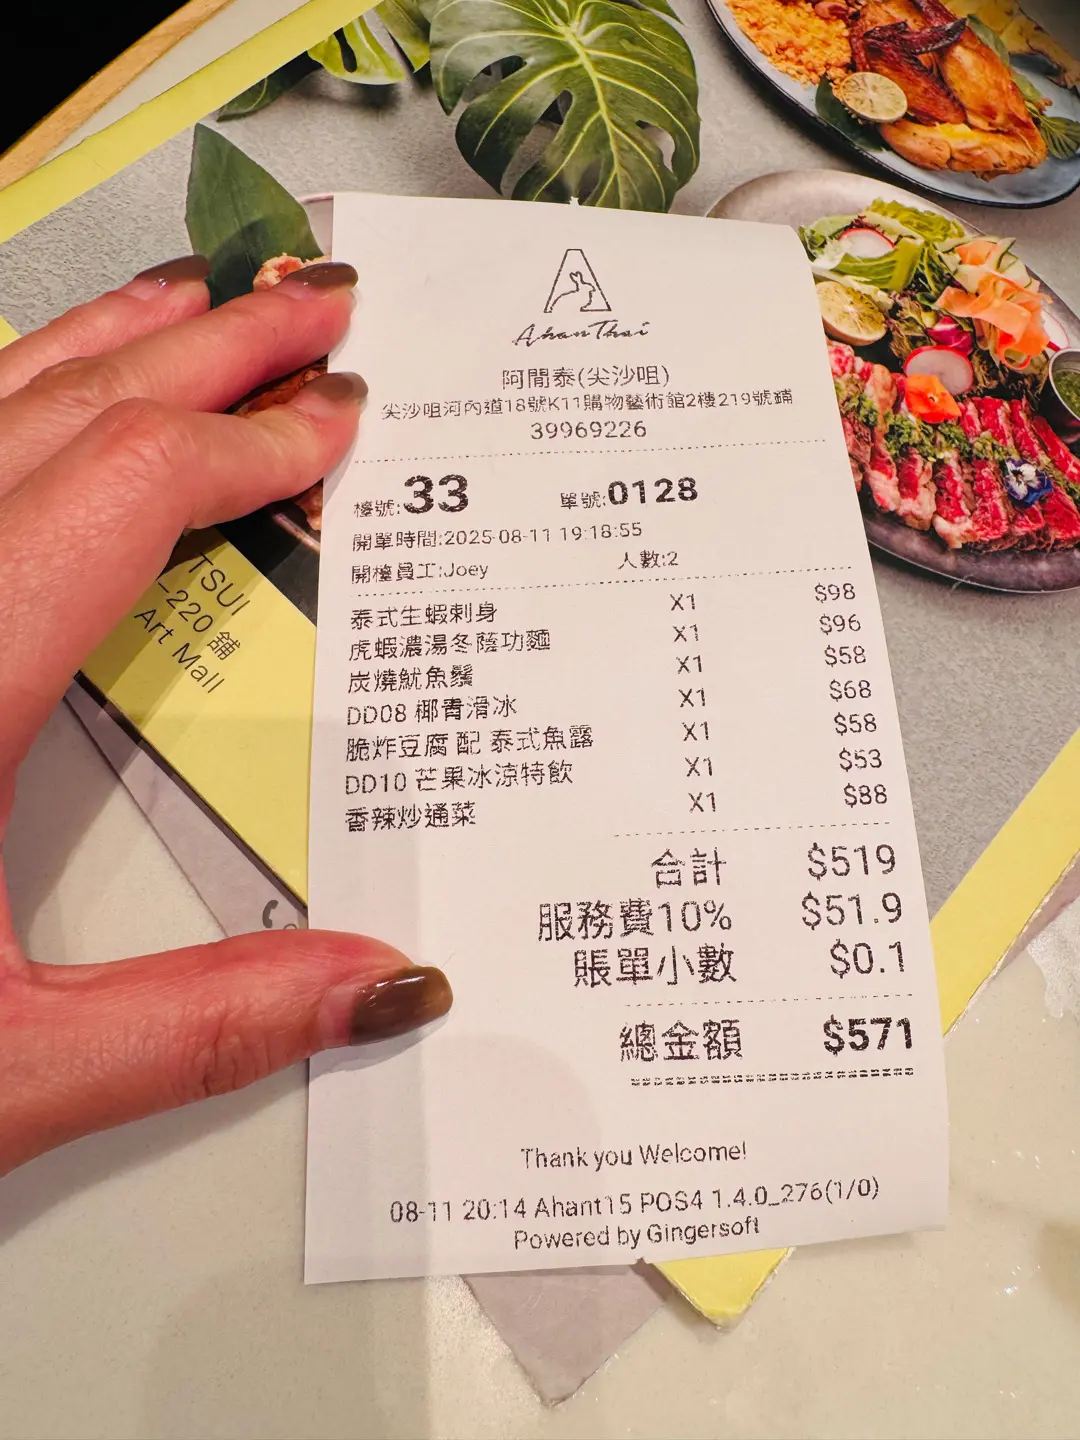 Ahan Thai
阿閒泰(尖沙咀)
尖沙咀河內道18號K11購物藝術館2樓219號鋪
39969226
檯號:33 單號:0128
開單時間:2025-08-11 19:18:55
開檯員工:Joey 人數:2
泰式生蝦刺身 X1 $98
虎蝦濃湯冬蔭功麵 X1 $96
炭燒魷魚鬚 X1 $58
DD08 椰青滑冰 X1 $68
脆炸豆腐 配 泰式魚露 X1 $58
DD10 芒果冰涼特飲 X1 $53
香辣炒通菜 X1 $88
合計 $519
服務費10% $51.9
賬單小數 $0.1
總金額 $571
Thank you Welcome!
08-11 20:14 Ahant15 POS4 1.4.0_276(1/0)
Powered by Gingersoft
TSUI
-220 舖
Art Mall